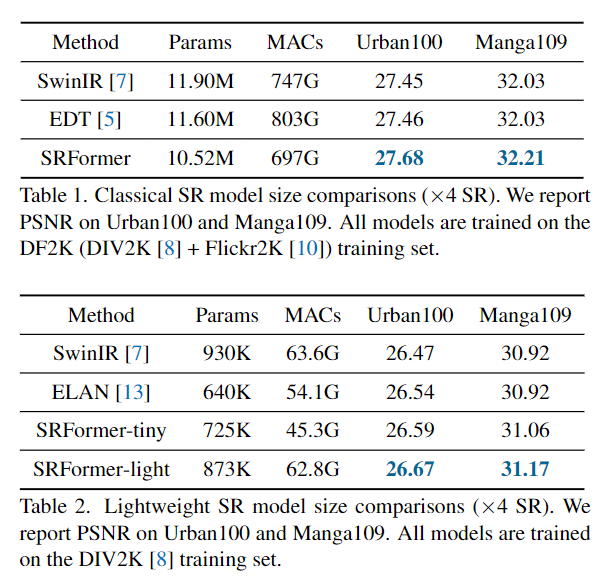 Method Params MACs Urban100 Manga109
SwinIR [7] 11.90M 747G 27.45 32.03
EDT [5] 11.60M 803G 27.46 32.03
SRFormer 10.52M 697G 27.68 32.21
Table 1. Classical SR model size comparisons (×4 SR). We report
PSNR on Urban100 and Manga109. All models are trained on the
DF2K (DIV2K [8] + Flickr2K [10]) training set.
Method Params MACs Urban100 Manga109
SwinIR [7] 930K 63.6G 26.47 30.92
ELAN [13] 640K 54.1G 26.54 30.92
SRFormer-tiny 725K 45.3G 26.59 31.06
SRFormer-light 873K 62.8G 26.67 31.17
Table 2. Lightweight SR model size comparisons (×4 SR). We
report PSNR on Urban100 and Manga109. All models are trained
on the DIV2K [8] training set.